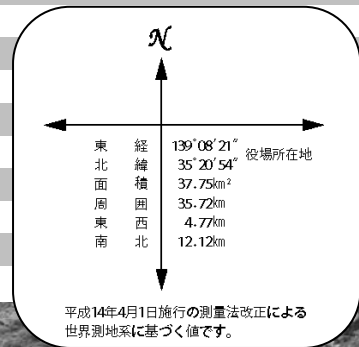 N
東経 139°08′21″
北緯 35°20′54″ 役場所在地
面積 37.75km²
周囲 35.72km
東西 4.77km
南北 12.12km
平成14年4月1日施行の測量法改正による
世界測地系に基づく値です。